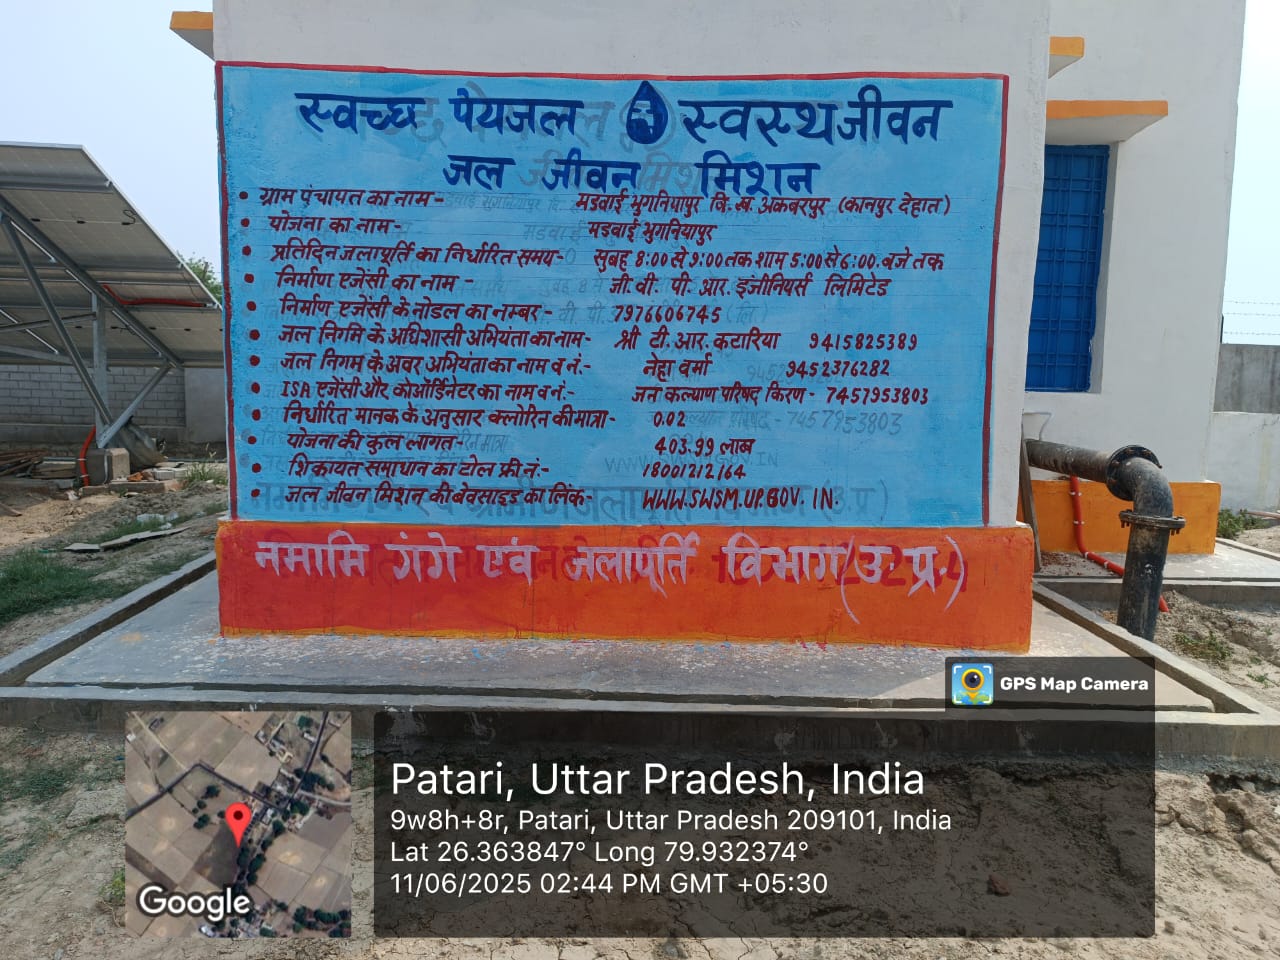 स्वच्छ पेयजल स्वस्थ जीवन
जल जीवन मिशन
• ग्राम पंचायत का नाम - मडवाई भुगनियापुर वि. ख. अकबरपुर (कानपुर देहात)
• योजना का नाम - मडवाई भुगनियापुर
• प्रतिदिन जलापूर्ति का निर्धारित समय- सुबह 8:00 से 9:00 तक शाम 5:00 से 6:00. बजे तक
• निर्माण एजेंसी का नाम - जी. वी. पी. आर. इंजीनियर्स लिमिटेड
• निर्माण एजेंसी के नोडल का नम्बर:- 7976606745
• जल निगम के अधिशासी अभियंता का नाम- श्री टी. आर. कटारिया 9415825389
• जल निगम के अवर अभियंता का नाम व नं.- नेहा वर्मा 9452376282
• ISA एजेंसी और कोऑर्डिनेटर का नाम व नं:- जन कल्याण परिषद किरण - 7457953803
• निर्धारित मानक के अनुसार क्लोरिन की मात्रा- 0.02
• योजना की कुल लागत- 403.99 लाख
• शिकायत समाधान का टोल फ्री नं:- 18001212164
• जल जीवन मिशन की बेवसाइड का लिंक- WWW.SWSM.UP.GOV.IN.
नमामि गंगे एवं जलापूर्ति विभाग (उ. प्र.)
GPS Map Camera
Patari, Uttar Pradesh, India
9w8h+8r, Patari, Uttar Pradesh 209101, India
Lat 26.363847° Long 79.932374°
11/06/2025 02:44 PM GMT +05:30
Google